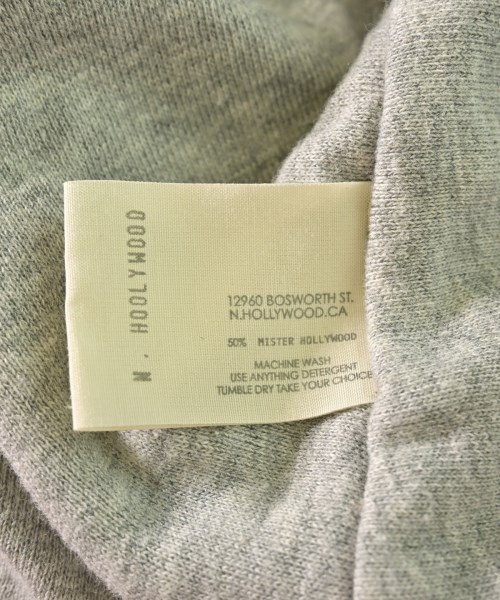 N. HOOLYWOOD
12960 BOSWORTH ST.
N.HOLLYWOOD.CA
50% MISTER HOLLYWOOD
MACHINE WASH
USE ANYTHING DETERGENT
TUMBLE DRY TAKE YOUR CHOICE